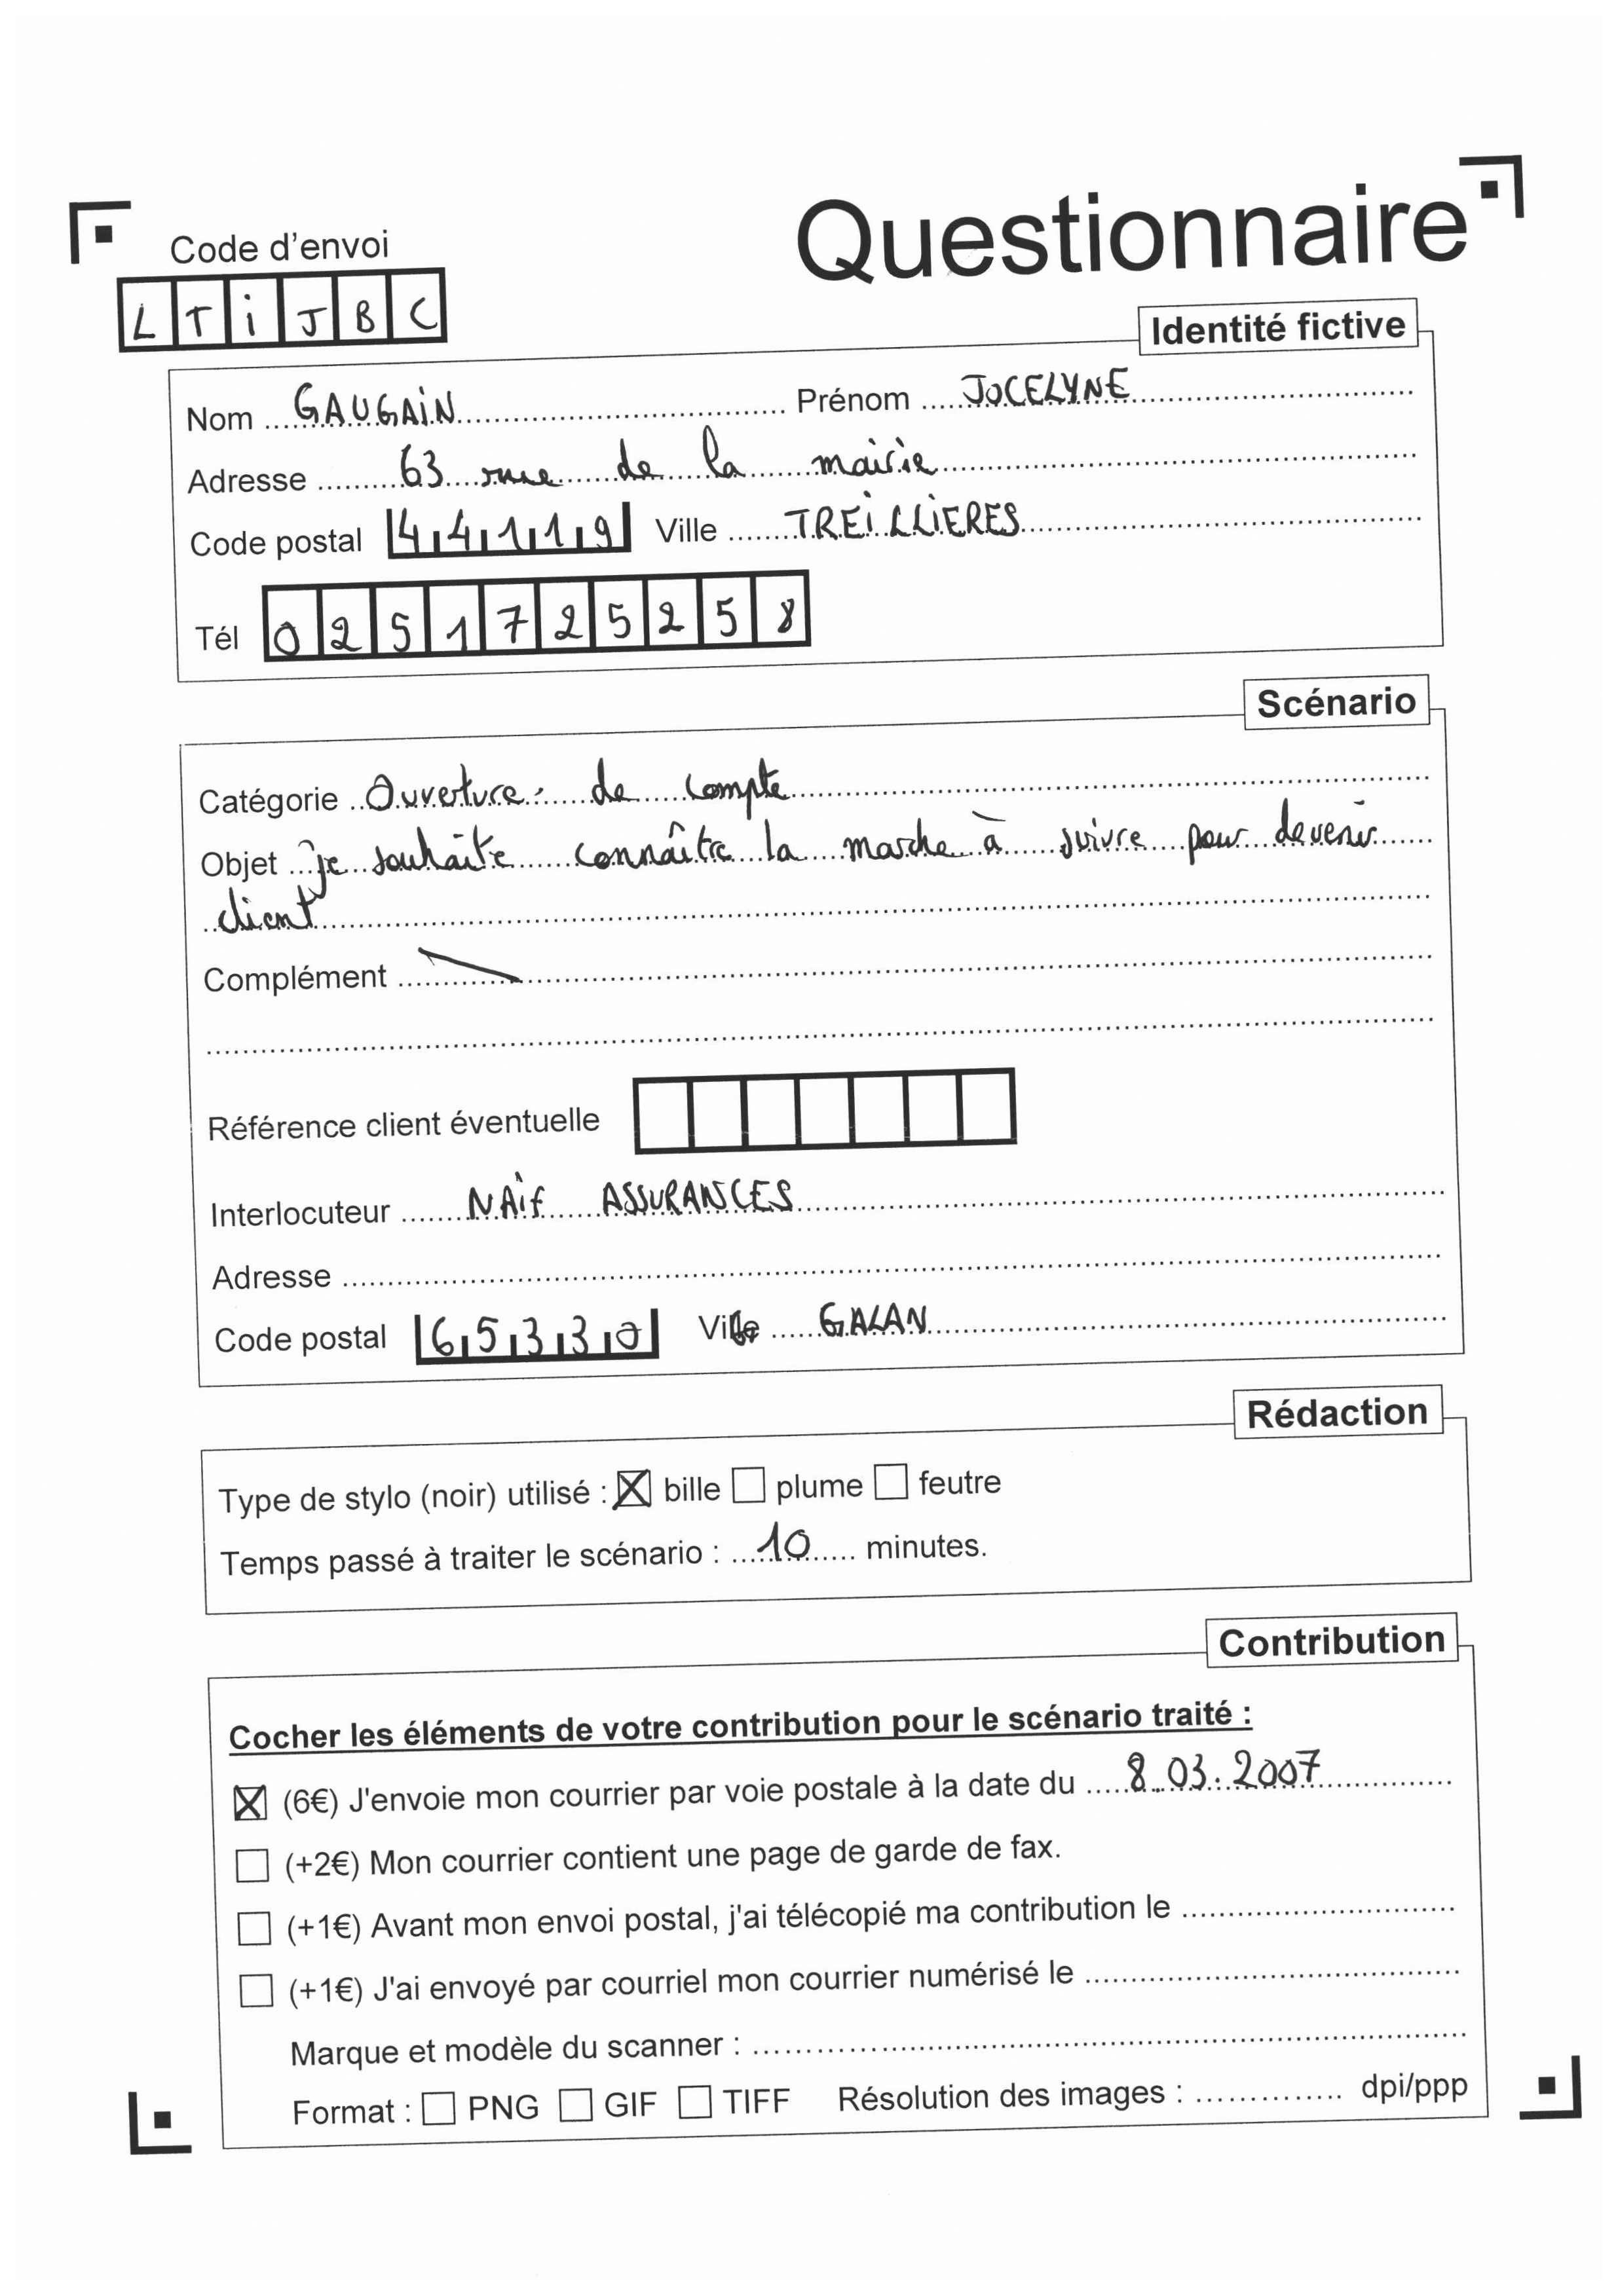 Questionnaire
Code d'envoi
LTiJBC
Identité fictive
Nom GAUGAiN Prénom JOCELYNE
Adresse 63 rue de la mairie
Code postal 44119 Ville TREiLLiERES
Tél 0251725258
Scénario
Catégorie Ouverture de compte
Objet je souhaite connaître la marche à suivre pour devenir
client
Complément
Référence client éventuelle
Interlocuteur NAiF ASSURANCES
Adresse
Code postal 65330 Ville GALAN
Rédaction
Type de stylo (noir) utilisé : bille plume feutre
Temps passé à traiter le scénario : 10 minutes.
Contribution
Cocher les éléments de votre contribution pour le scénario traité :
(6€) J'envoie mon courrier par voie postale à la date du 8.03.2007
(+2€) Mon courrier contient une page de garde de fax.
(+1€) Avant mon envoi postal, j'ai télécopié ma contribution le
(+1€) J'ai envoyé par courriel mon courrier numérisé le
Marque et modèle du scanner :
Format : PNG GIF TIFF Résolution des images : dpi/ppp